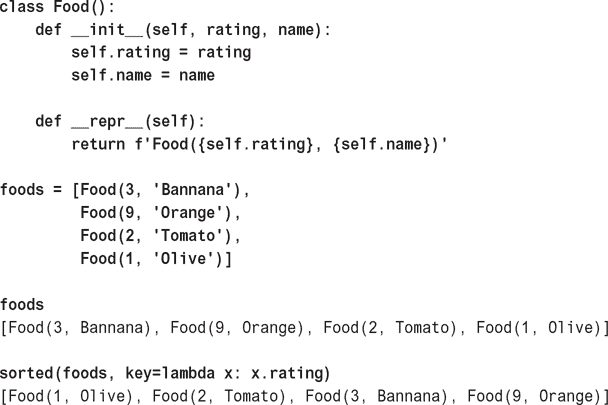 class Food():
    def __init__(self, rating, name):
        self.rating = rating
        self.name = name

    def __repr__(self):
        return f'Food({self.rating}, {self.name})'

foods = [Food(3, 'Bannana'),
         Food(9, 'Orange'),
         Food(2, 'Tomato'),
         Food(1, 'Olive')]

foods
[Food(3, Bannana), Food(9, Orange), Food(2, Tomato), Food(1, Olive)]

sorted(foods, key=lambda x: x.rating)
[Food(1, Olive), Food(2, Tomato), Food(3, Bannana), Food(9, Orange)]